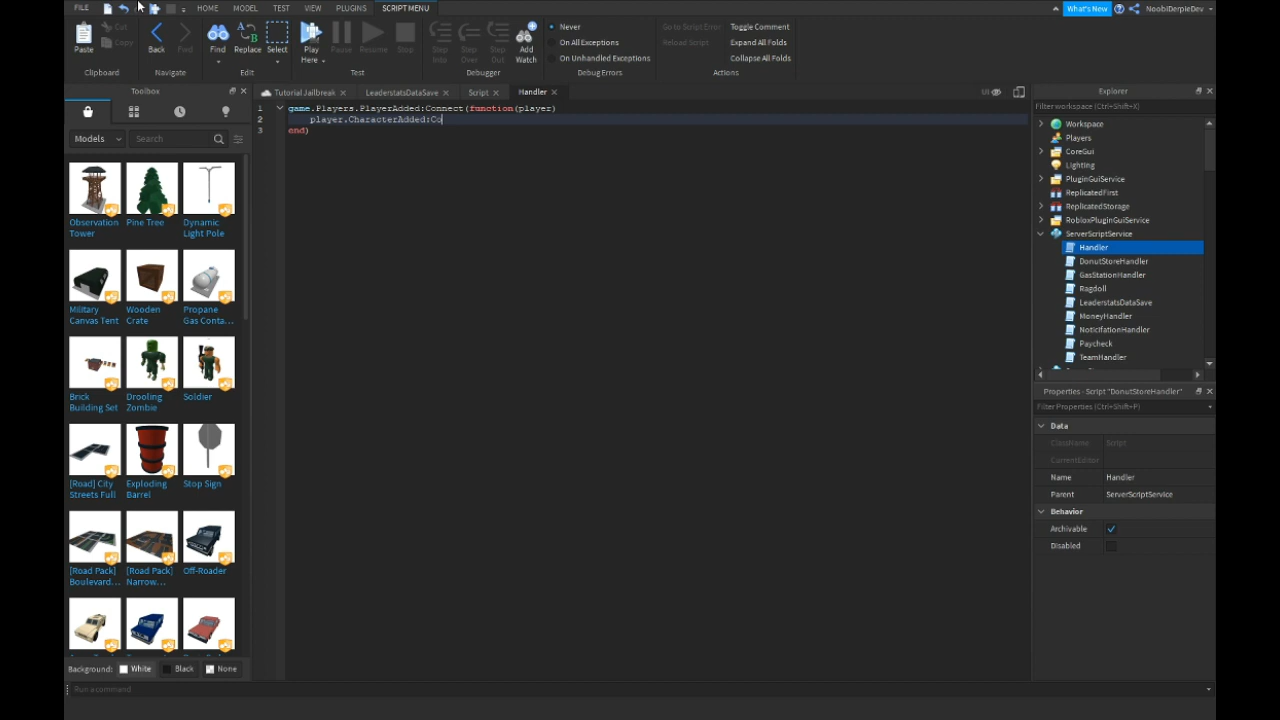 FILE
HOME
MODEL
TEST
VIEW
PLUGINS
SCRIPT MENU
What's New
NoobiDerpieDev
Paste
Cut
Copy
Clipboard
Back
Fwd
Navigate
Find
Replace
Select
Edit
Play
Here
Pause
Resume
Stop
Test
Step
Into
Step
Over
Step
Out
Add
Watch
Debugger
Never
On All Exceptions
On Unhandled Exceptions
Debug Errors
Go to Script Error
Reload Script
Toggle Comment
Expand All Folds
Collapse All Folds
Actions
Toolbox
Models
Search
Observation
Tower
Pine Tree
Dynamic
Light Pole
Military
Canvas Tent
Wooden
Crate
Propane
Gas Conta...
Brick
Building Set
Drooling
Zombie
Soldier
[Road] City
Streets Full
Exploding
Barrel
Stop Sign
[Road Pack]
Boulevard...
[Road Pack]
Narrow...
Off-Roader
Background:
White
Black
None
Tutorial Jailbreak
LeaderstatsDataSave
Script
Handler
UI
1 game.Players.PlayerAdded:Connect(function(player)
2 player.CharacterAdded:Co
3 end)
Explorer
Filter workspace (Ctrl+Shift+X)
Workspace
Players
CoreGui
Lighting
PluginGuiService
ReplicatedFirst
ReplicatedStorage
RobloxPluginGuiService
ServerScriptService
Handler
DonutStoreHandler
GasStationHandler
Ragdoll
LeaderstatsDataSave
MoneyHandler
NoticifationHandler
Paycheck
TeamHandler
Properties - Script "DonutStoreHandler"
Filter Properties (Ctrl+Shift+P)
Data
ClassName Script
CurrentEditor
Name Handler
Parent ServerScriptService
Behavior
Archivable
Disabled
Run a command